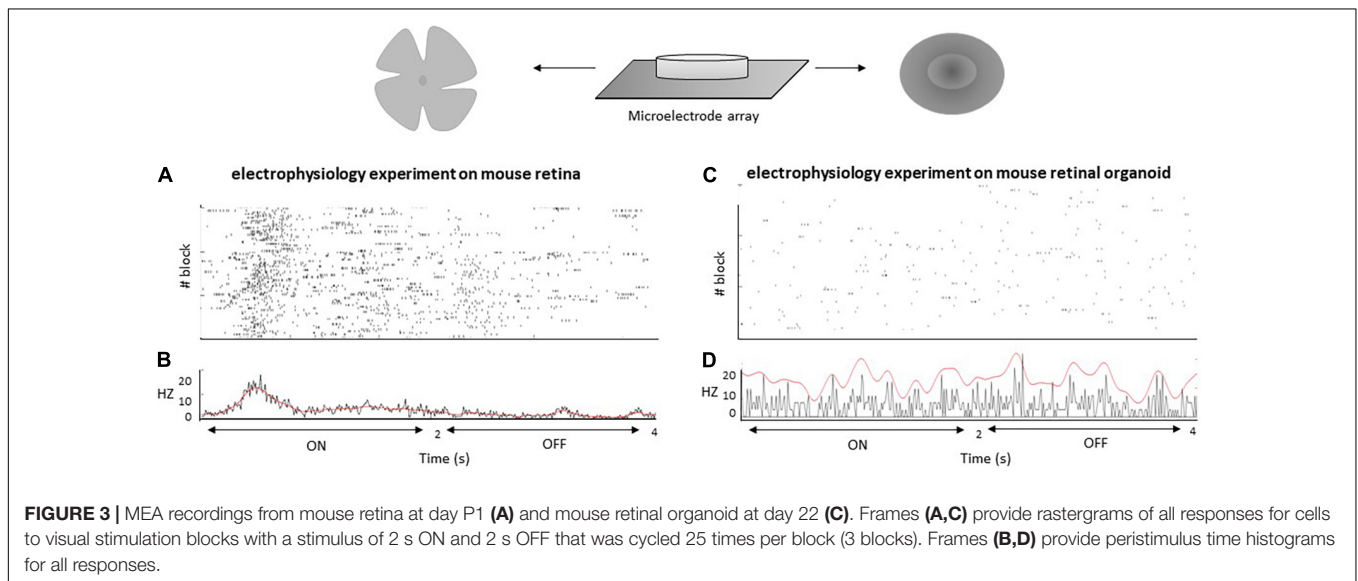 Microelectrode array
A
electrophysiology experiment on mouse retina
# block
B
20
10
0
HZ
2
4
ON
OFF
Time (s)
C
electrophysiology experiment on mouse retinal organoid
# block
D
20
10
0
HZ
2
4
ON
OFF
Time (s)
FIGURE 3 | MEA recordings from mouse retina at day P1 (A) and mouse retinal organoid at day 22 (C). Frames (A,C) provide rastergrams of all responses for cells
to visual stimulation blocks with a stimulus of 2 s ON and 2 s OFF that was cycled 25 times per block (3 blocks). Frames (B,D) provide peristimulus time histograms
for all responses.